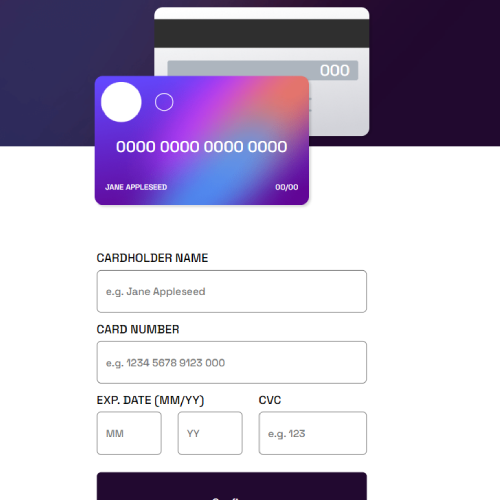 000
0000 0000 0000 0000
JANE APPLESEED 00/00
CARDHOLDER NAME
e.g. Jane Appleseed
CARD NUMBER
e.g. 1234 5678 9123 000
EXP. DATE (MM/YY) CVC
MM YY e.g. 123